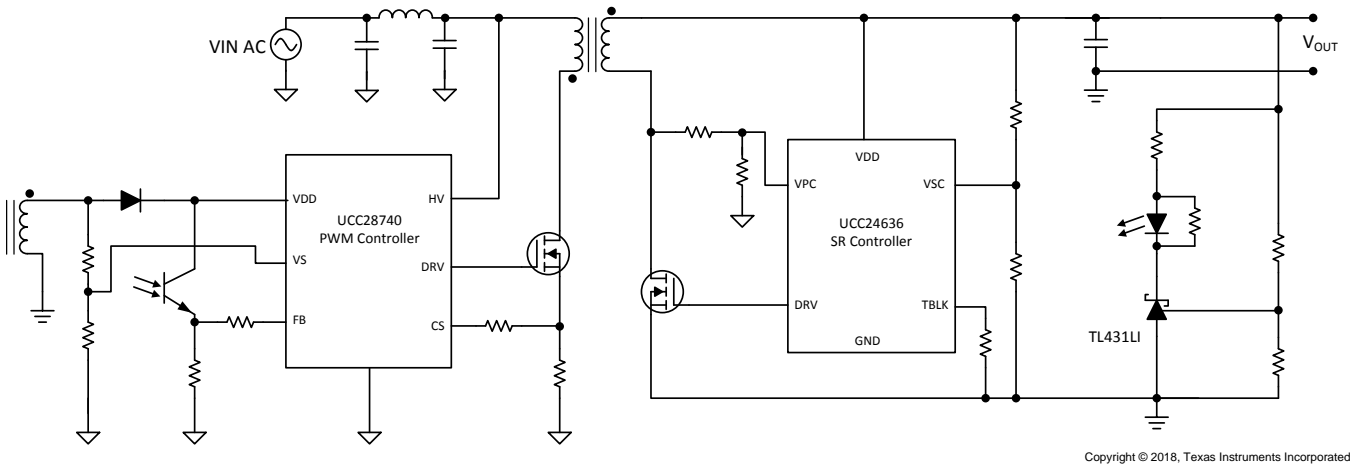 VIN AC
VOUT
VDD
HV
UCC28740
PWM Controller
VS
DRV
FB
CS
VDD
VPC
VSC
UCC24636
SR Controller
DRV
TBLK
GND
TL431LI
Copyright © 2018, Texas Instruments Incorporated